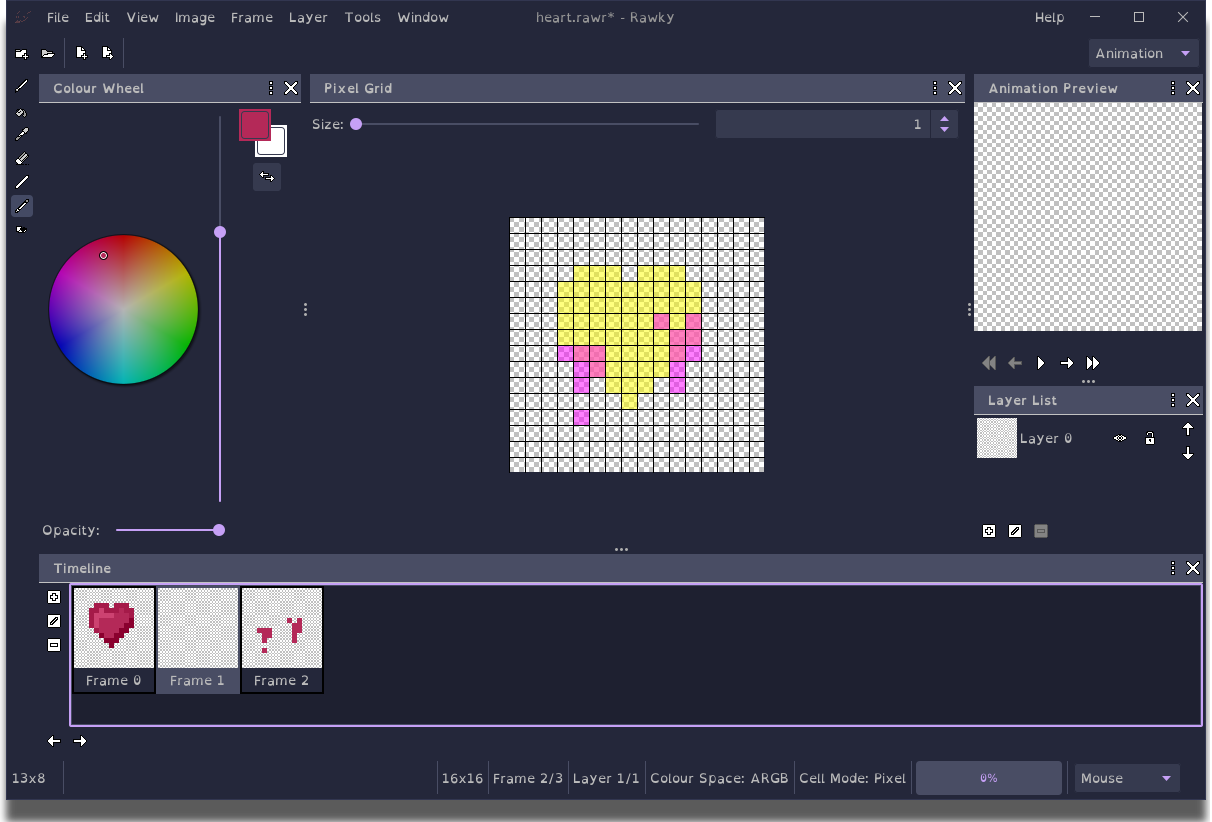 File Edit View Image Frame Layer Tools Window heart.rawr* - Rawky Help
Animation
Colour Wheel
Pixel Grid
Animation Preview
Size: 1
Layer List
Layer 0
Opacity:
Timeline
Frame 0 Frame 1 Frame 2
13x8 16x16 Frame 2/3 Layer 1/1 Colour Space: ARGB Cell Mode: Pixel 0% Mouse